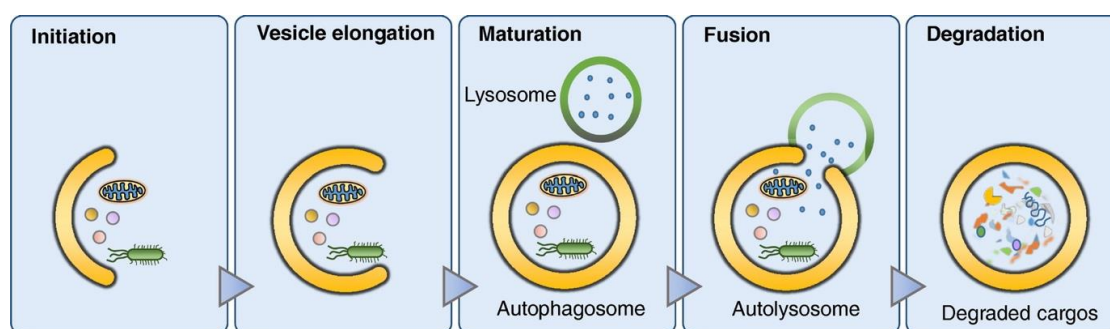 Initiation
Vesicle elongation
Maturation
Fusion
Degradation
Lysosome
Autophagosome
Autolysosome
Degraded cargos